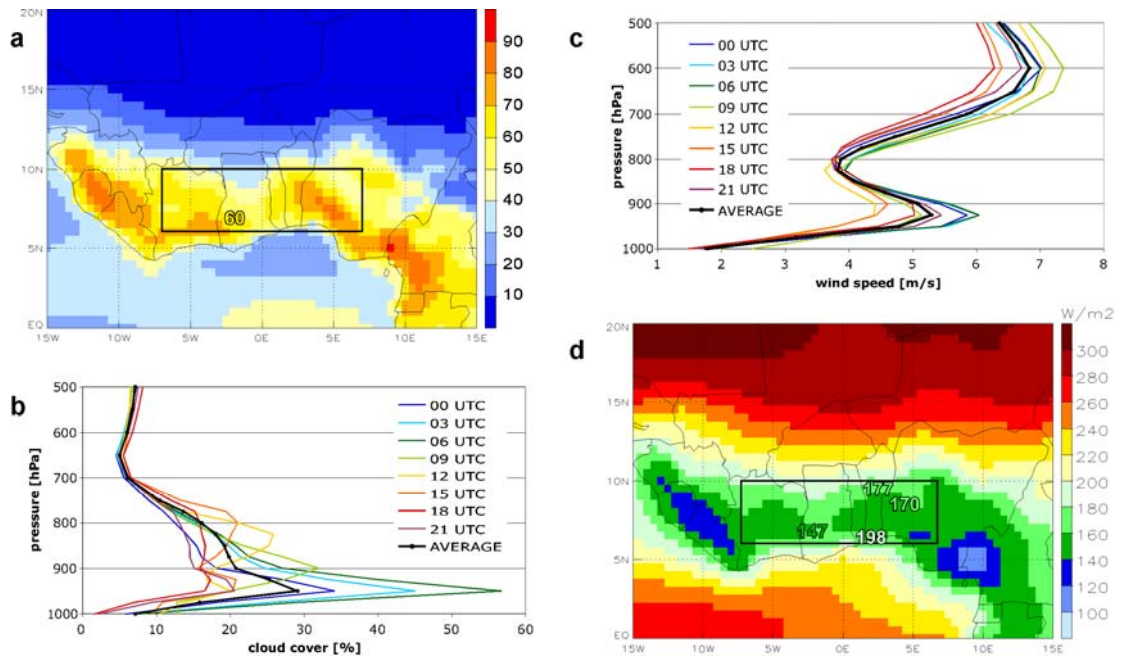 a
20N
15N
10N
5N
EQ
15W 10W 5W 0E 5E 10E 15E
60
90
80
70
60
50
40
30
20
10
c
500
600
700
800
900
1000
pressure [hPa]
00 UTC
03 UTC
06 UTC
09 UTC
12 UTC
15 UTC
18 UTC
21 UTC
AVERAGE
1 2 3 4 5 6 7 8
wind speed [m/s]
b
500
600
700
800
900
1000
pressure [hPa]
00 UTC
03 UTC
06 UTC
09 UTC
12 UTC
15 UTC
18 UTC
21 UTC
AVERAGE
0 10 20 30 40 50 60
cloud cover [%]
d
W/m2
20N
15N
10N
5N
EQ
15W 10W 5W 0E 5E 10E 15E
177
170
147
198
300
280
260
240
220
200
180
160
140
120
100